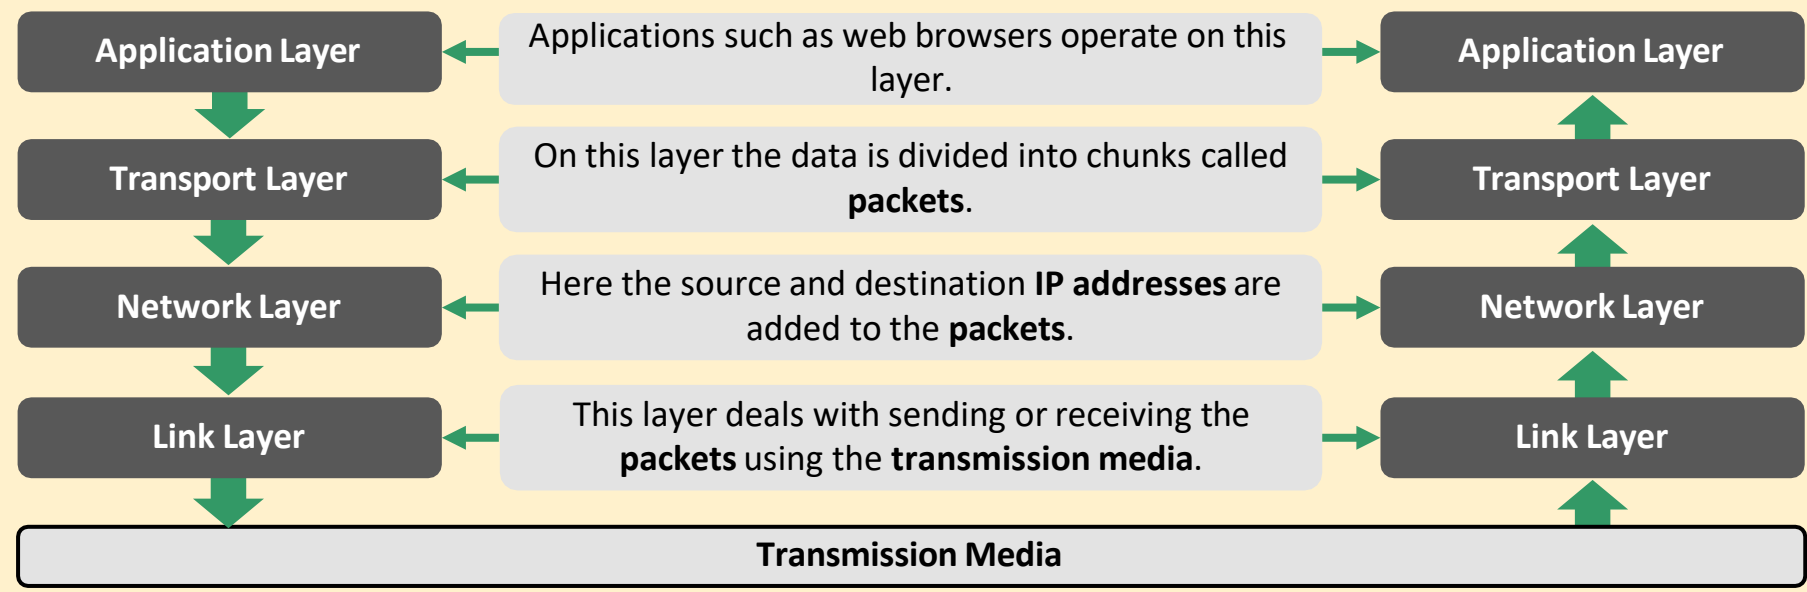 Application Layer
Applications such as web browsers operate on this
layer.
Application Layer
Transport Layer
On this layer the data is divided into chunks called
packets.
Transport Layer
Network Layer
Here the source and destination IP addresses are
added to the packets.
Network Layer
Link Layer
This layer deals with sending or receiving the
packets using the transmission media.
Link Layer
Transmission Media